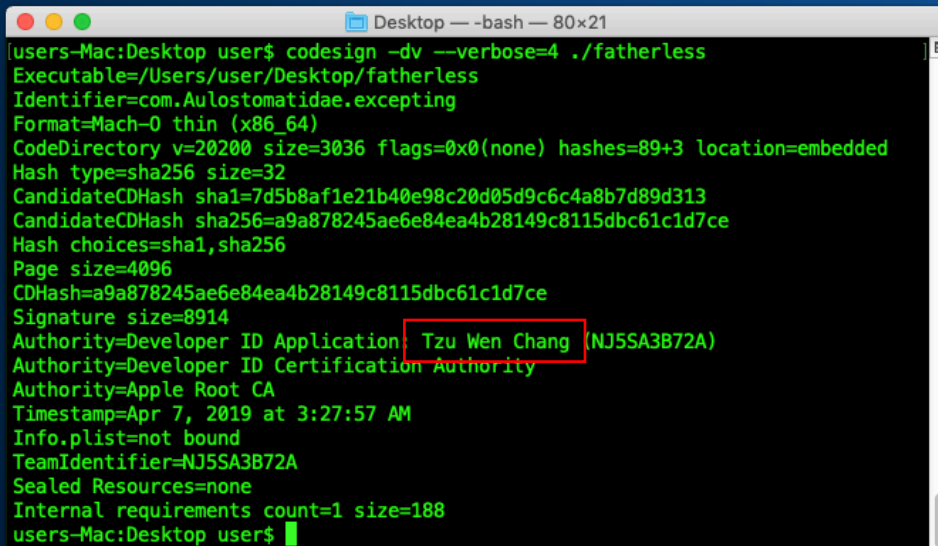 Desktop — -bash — 80×21
[users-Mac:Desktop user$ codesign -dv --verbose=4 ./fatherless ]
Executable=/Users/user/Desktop/fatherless
Identifier=com.Aulostomatidae.excepting
Format=Mach-O thin (x86_64)
CodeDirectory v=20200 size=3036 flags=0x0(none) hashes=89+3 location=embedded
Hash type=sha256 size=32
CandidateCDHash sha1=7d5b8af1e21b40e98c20d05d9c6c4a8b7d89d313
CandidateCDHash sha256=a9a878245ae6e84ea4b28149c8115dbc61c1d7ce
Hash choices=sha1,sha256
Page size=4096
CDHash=a9a878245ae6e84ea4b28149c8115dbc61c1d7ce
Signature size=8914
Authority=Developer ID Application: Tzu Wen Chang (NJ5SA3B72A)
Authority=Developer ID Certification Authority
Authority=Apple Root CA
Timestamp=Apr 7, 2019 at 3:27:57 AM
Info.plist=not bound
TeamIdentifier=NJ5SA3B72A
Sealed Resources=none
Internal requirements count=1 size=188
users-Mac:Desktop user$